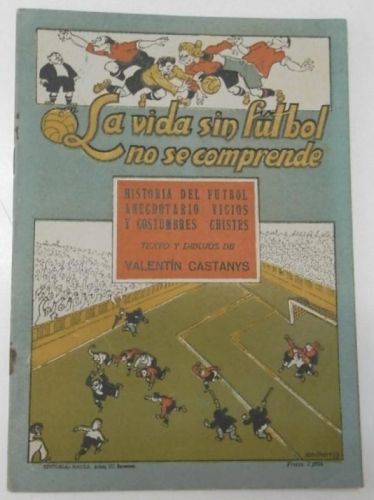 La vida sin fútbol
no se comprende
HISTORIA DEL FUTBOL
ANECDOTARIO VICIOS
Y COSTUMBRES CHISTES
TEXTO Y DIBUJOS DE
VALENTÍN CASTANYS
EDITORIAL